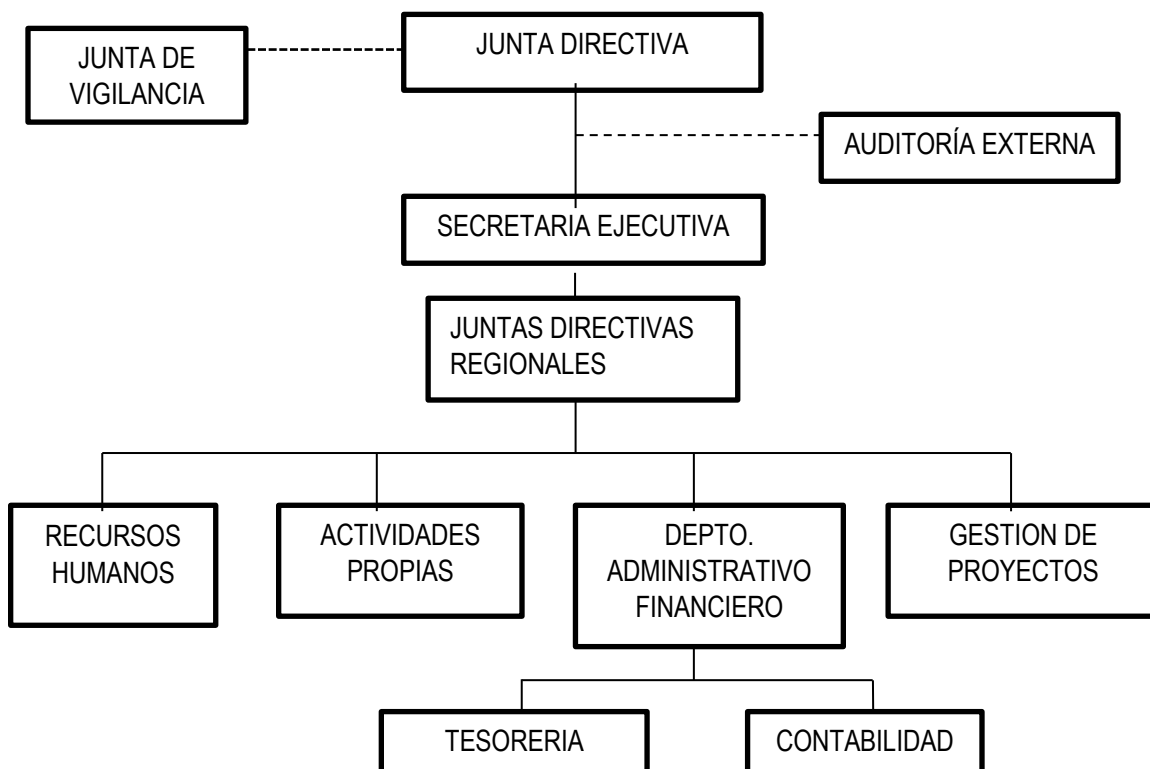 JUNTA DIRECTIVA
JUNTA DE
VIGILANCIA
AUDITORÍA EXTERNA
SECRETARIA EJECUTIVA
JUNTAS DIRECTIVAS
REGIONALES
RECURSOS
HUMANOS
ACTIVIDADES
PROPIAS
DEPTO.
ADMINISTRATIVO
FINANCIERO
GESTION DE
PROYECTOS
TESORERIA
CONTABILIDAD